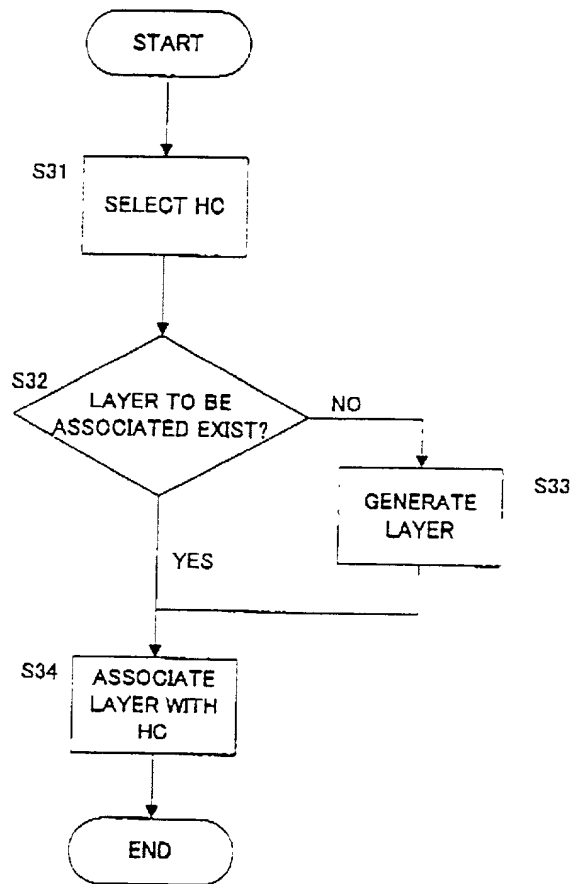 START
S31
SELECT HC
S32
LAYER TO BE
ASSOCIATED EXIST?
NO
S33
GENERATE
LAYER
YES
S34
ASSOCIATE
LAYER WITH
HC
END